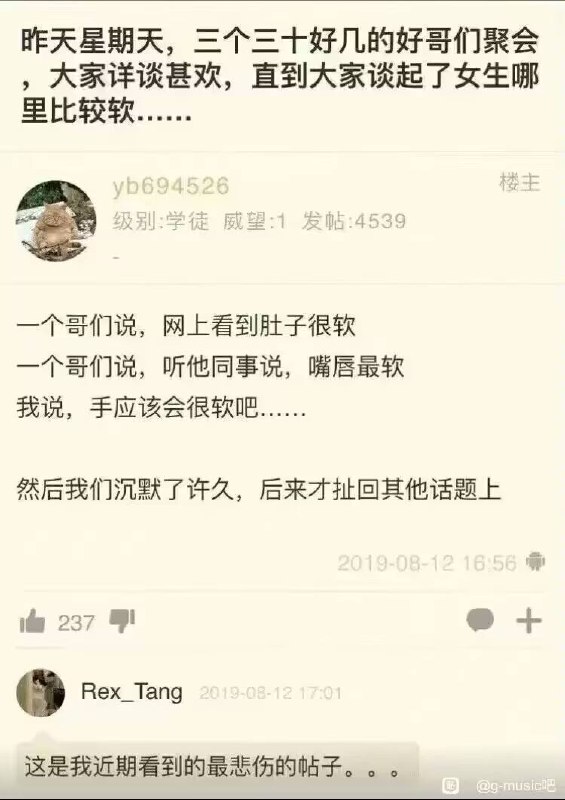 昨天星期天，三个三十好几的好哥们聚会
，大家详谈甚欢，直到大家谈起了女生哪
里比较软……
yb694526
楼主
级别:学徒 威望:1 发帖:4539
-
一个哥们说，网上看到肚子很软
一个哥们说，听他同事说，嘴唇最软
我说，手应该会很软吧……
然后我们沉默了许久，后来才扯回其他话题上
2019-08-12 16:56
237
Rex_Tang 2019-08-12 17:01
这是我近期看到的最悲伤的帖子。。。
@g-music吧